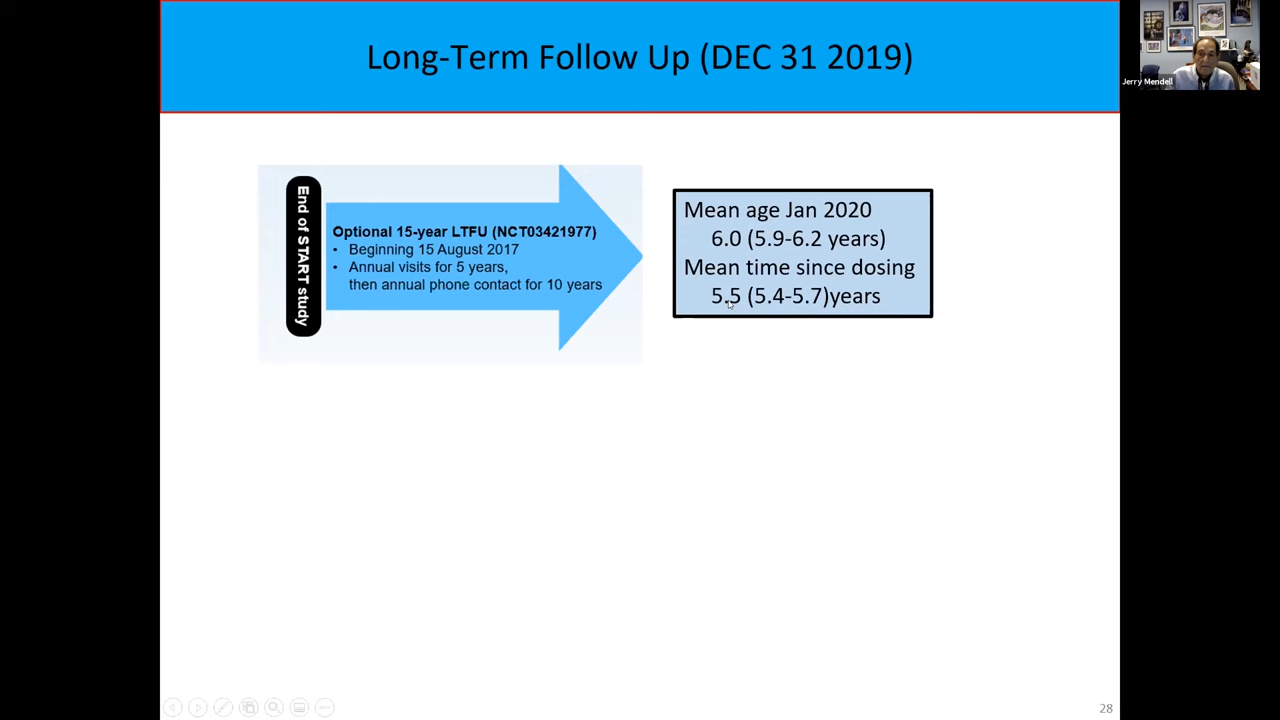 Long-Term Follow Up (DEC 31 2019)
Jerry Mendell
End of START study
Optional 15-year LTFU (NCT03421977)
• Beginning 15 August 2017
• Annual visits for 5 years,
then annual phone contact for 10 years
Mean age Jan 2020
6.0 (5.9-6.2 years)
Mean time since dosing
5.5 (5.4-5.7)years
28